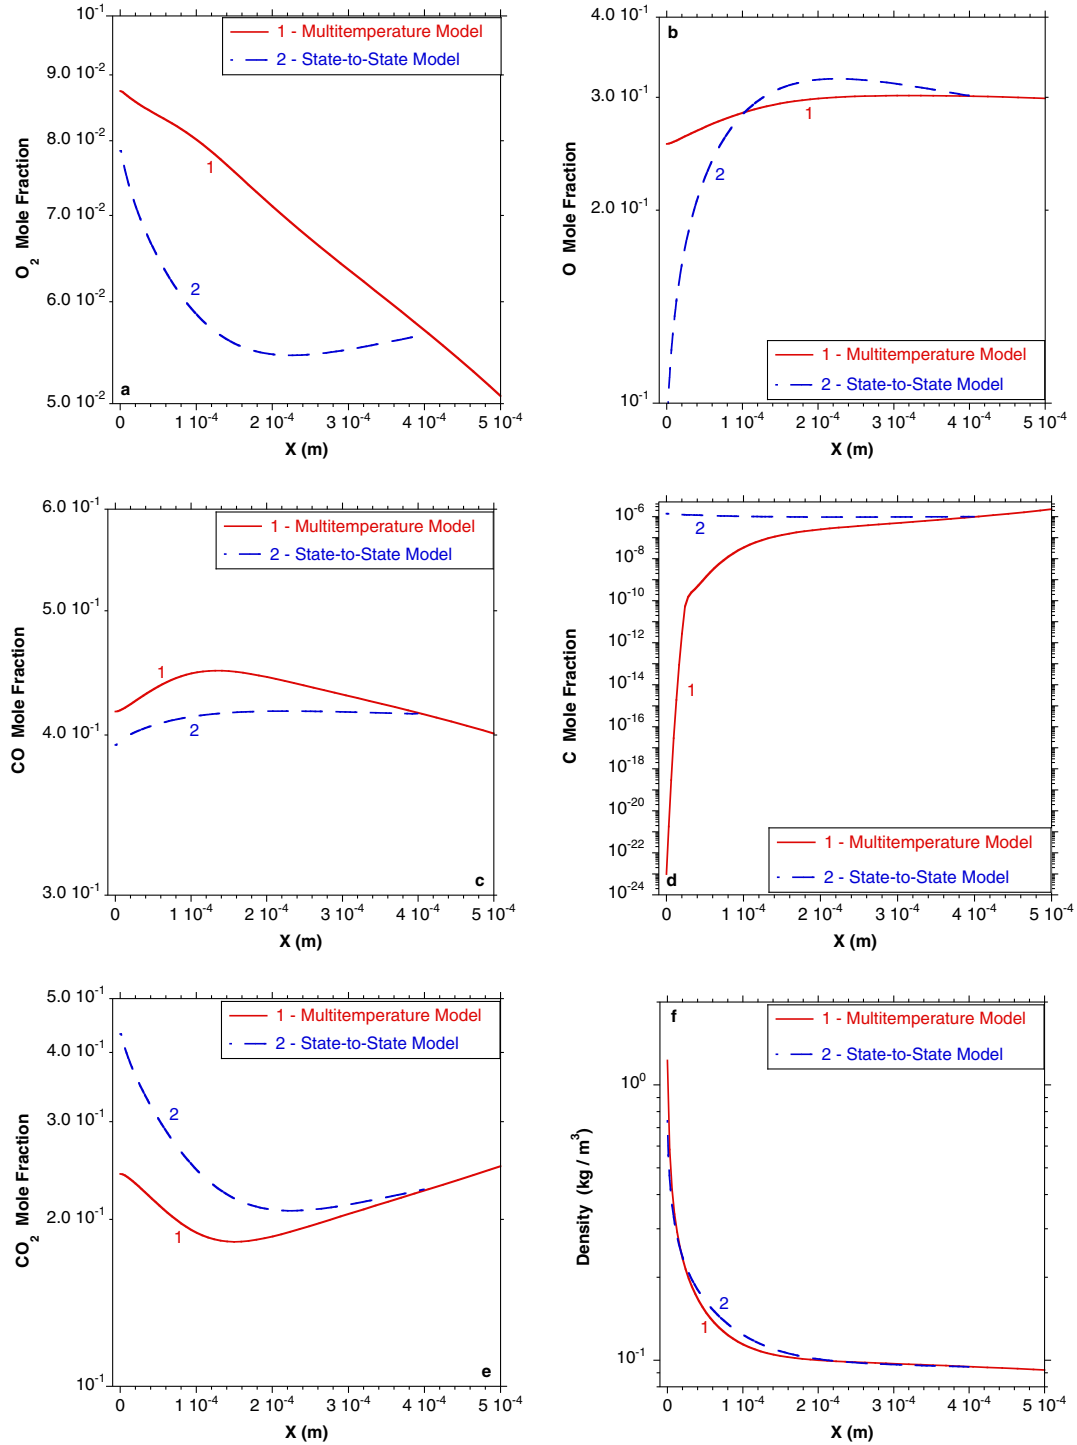 10^-1
9.0 10^-2
8.0 10^-2
7.0 10^-2
6.0 10^-2
5.0 10^-2
O_2 Mole Fraction
1 - Multitemperature Model
2 - State-to-State Model
1
2
a
0 1 10^-4 2 10^-4 3 10^-4 4 10^-4 5 10^-4
X (m)
4.0 10^-1
3.0 10^-1
2.0 10^-1
10^-1
O Mole Fraction
b
1
2
1 - Multitemperature Model
2 - State-to-State Model
0 1 10^-4 2 10^-4 3 10^-4 4 10^-4 5 10^-4
X (m)
6.0 10^-1
5.0 10^-1
4.0 10^-1
3.0 10^-1
CO Mole Fraction
1 - Multitemperature Model
2 - State-to-State Model
1
2
c
0 1 10^-4 2 10^-4 3 10^-4 4 10^-4 5 10^-4
X (m)
10^-6
10^-8
10^-10
10^-12
10^-14
10^-16
10^-18
10^-20
10^-22
10^-24
C Mole Fraction
2
1
1 - Multitemperature Model
2 - State-to-State Model
d
0 1 10^-4 2 10^-4 3 10^-4 4 10^-4 5 10^-4
X (m)
5.0 10^-1
4.0 10^-1
3.0 10^-1
2.0 10^-1
10^-1
CO_2 Mole Fraction
1 - Multitemperature Model
2 - State-to-State Model
2
1
e
0 1 10^-4 2 10^-4 3 10^-4 4 10^-4 5 10^-4
X (m)
10^0
10^-1
Density (kg / m^3)
f
1 - Multitemperature Model
2 - State-to-State Model
2
1
0 1 10^-4 2 10^-4 3 10^-4 4 10^-4 5 10^-4
X (m)